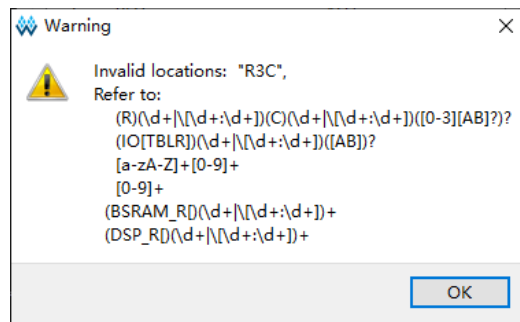 Warning
Invalid locations: "R3C",
Refer to:
(R)(\d+|\[\d+:\d+])(C)(\d+|\[\d+:\d+])([0-3][AB]?)?
(IO[TBLR])(\d+|\[\d+:\d+])([AB])?
[a-zA-Z]+[0-9]+
[0-9]+
(BSRAM_R[)(\d+|\[\d+:\d+])+
(DSP_R[)(\d+|\[\d+:\d+])+
OK